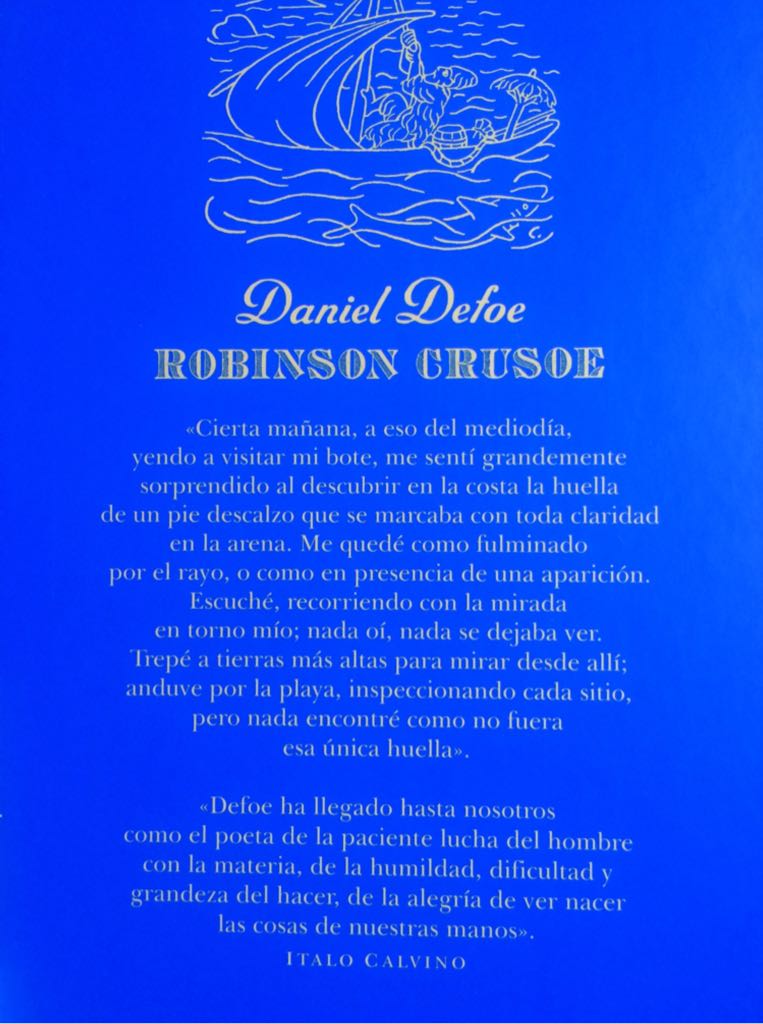 Daniel Defoe
ROBINSON CRUSOE
«Cierta mañana, a eso del mediodía,
yendo a visitar mi bote, me sentí grandemente
sorprendido al descubrir en la costa la huella
de un pie descalzo que se marcaba con toda claridad
en la arena. Me quedé como fulminado
por el rayo, o como en presencia de una aparición.
Escuché, recorriendo con la mirada
en torno mío; nada oí, nada se dejaba ver.
Trepé a tierras más altas para mirar desde allí;
anduve por la playa, inspeccionando cada sitio,
pero nada encontré como no fuera
esa única huella».
«Defoe ha llegado hasta nosotros
como el poeta de la paciente lucha del hombre
con la materia, de la humildad, dificultad y
grandeza del hacer, de la alegría de ver nacer
las cosas de nuestras manos».
ITALO CALVINO